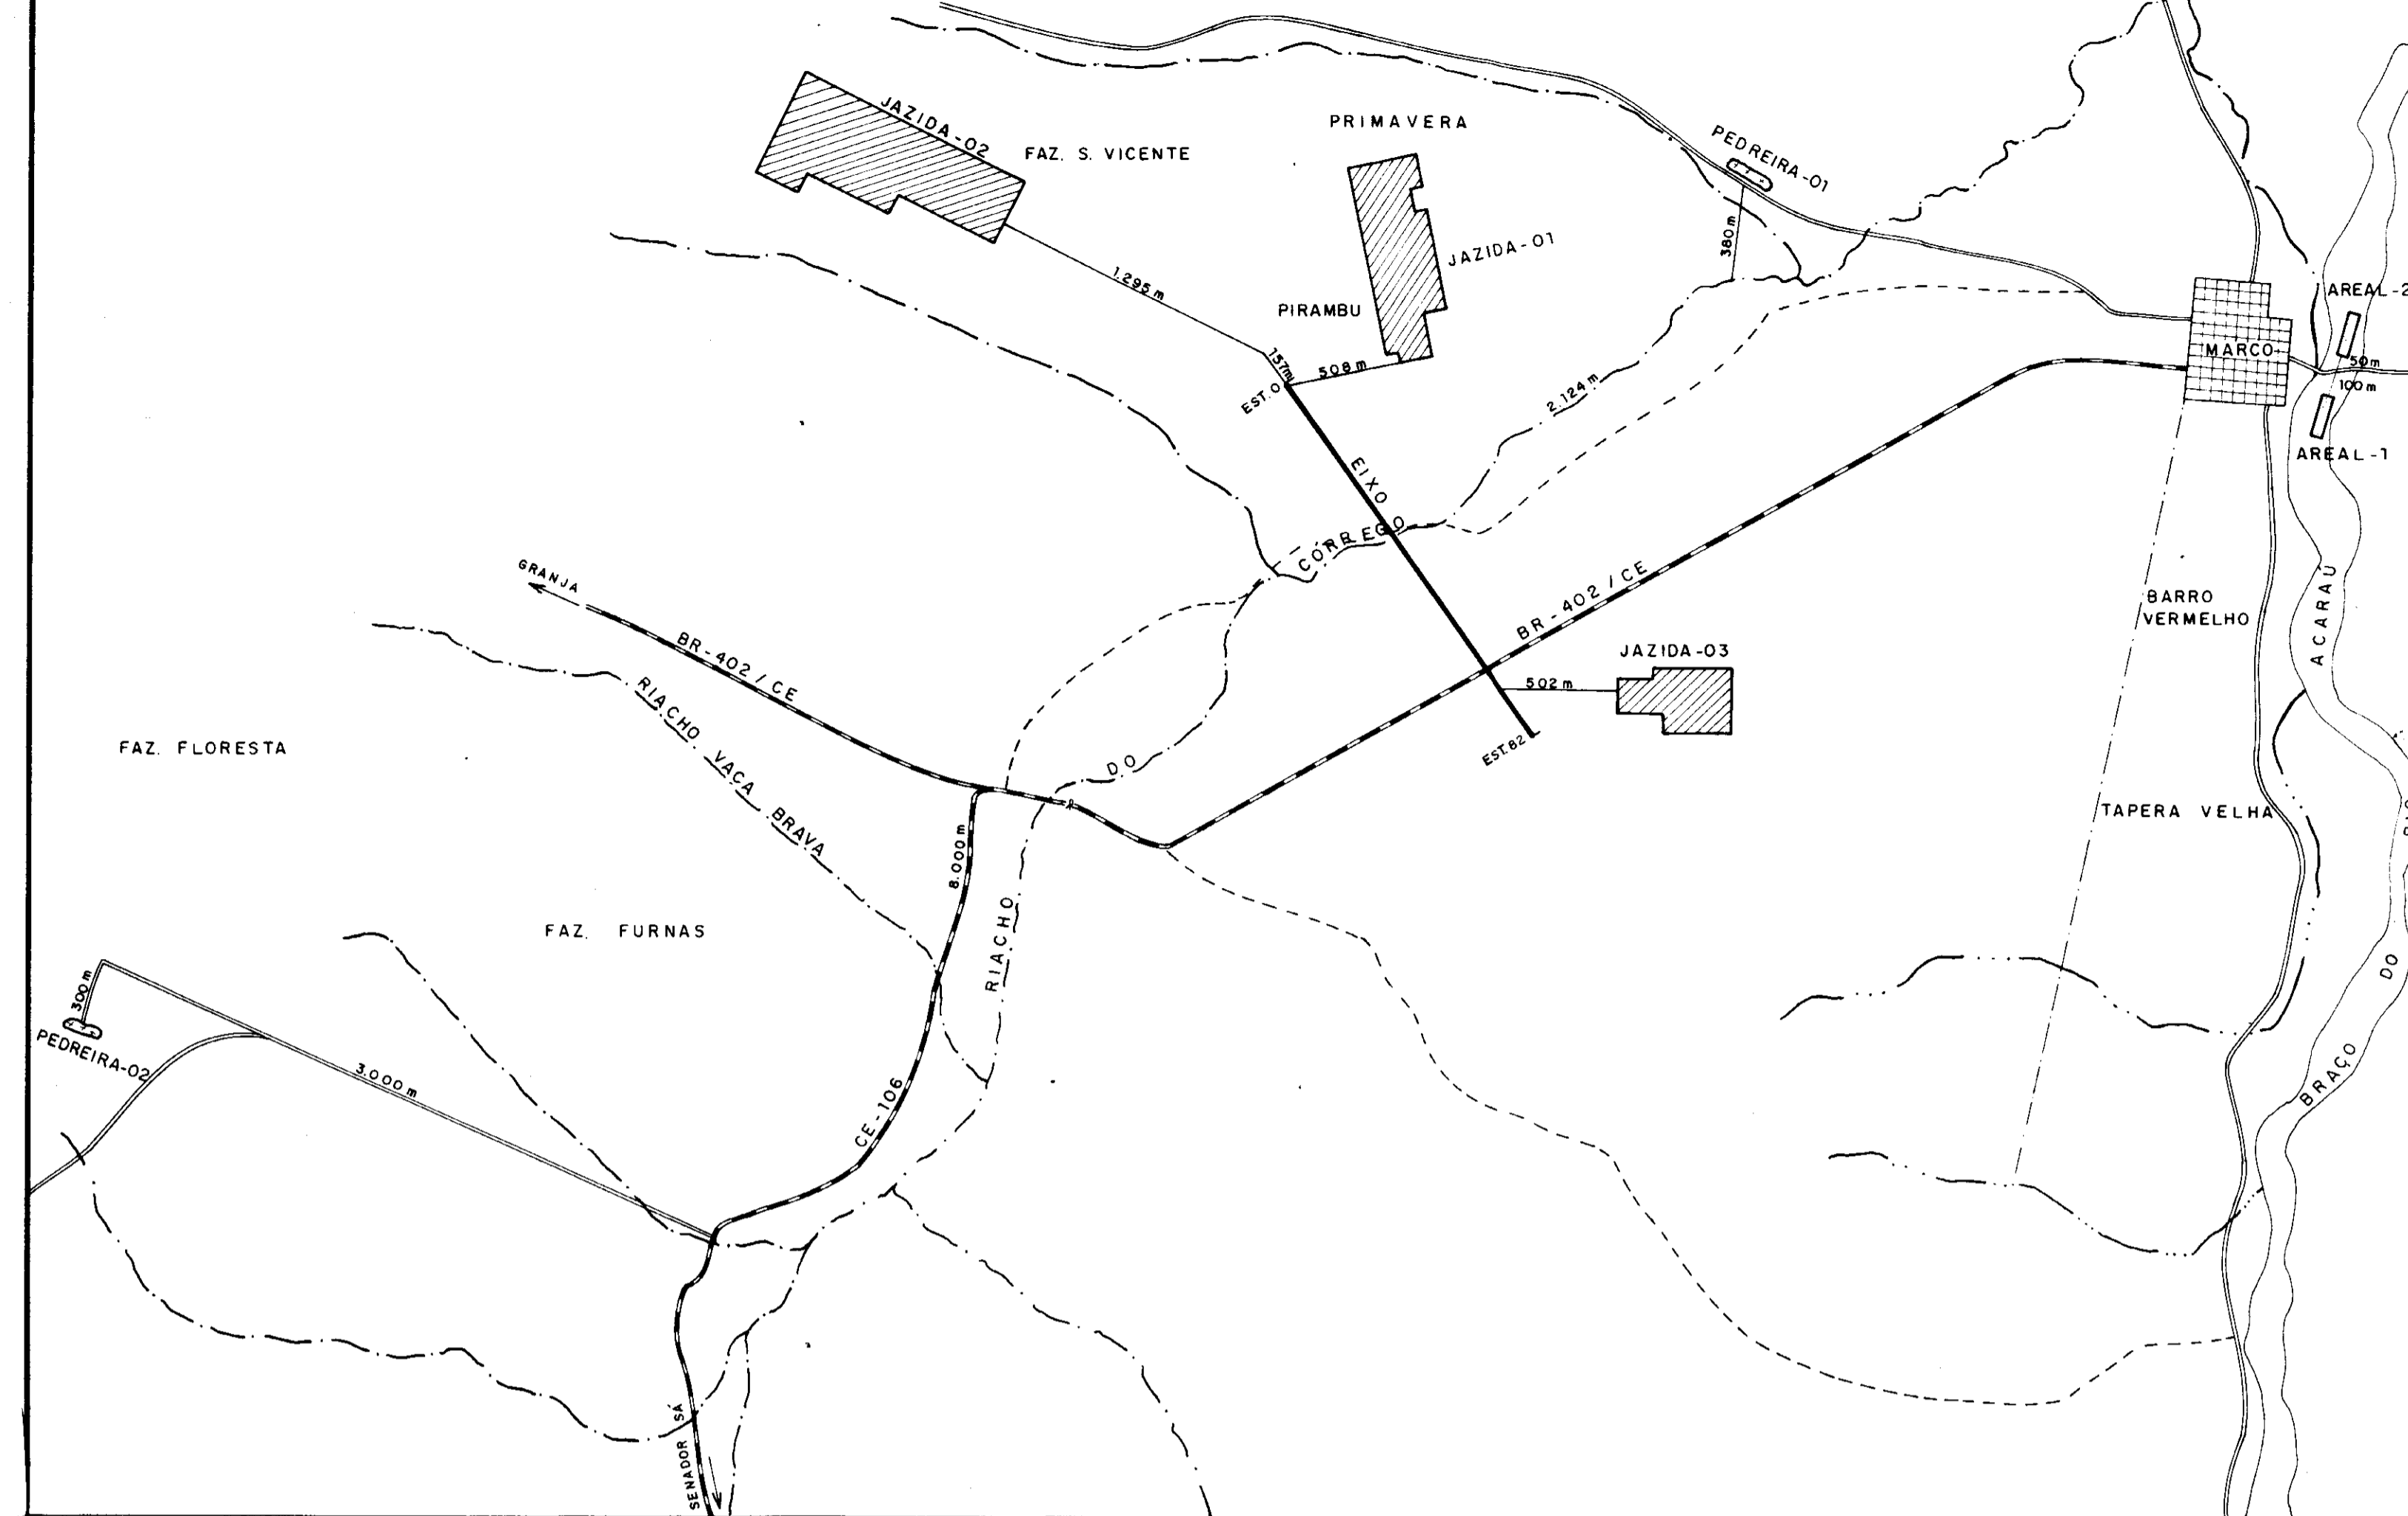 JAZIDA-02
FAZ. S. VICENTE
PRIMAVERA
PEDREIRA-01
380m
JAZIDA-01
1.295m
PIRAMBU
157m
508m
EST. 0
AREAL-2
MARCO
50m
100m
AREAL-1
2.124m
EIXO
CÓRREGO
GRANJA
BR-402/CE
BR-402/CE
BARRO
VERMELHO
ACARAÚ
JAZIDA-03
502m
EST.82
RIACHO VACA BRAVA
FAZ. FLORESTA
DO
TAPERA VELHA
8.000m
FAZ. FURNAS
RIACHO
300m
PEDREIRA-02
3.000m
CE-106
DO
BRAÇO
SENADOR SÁ